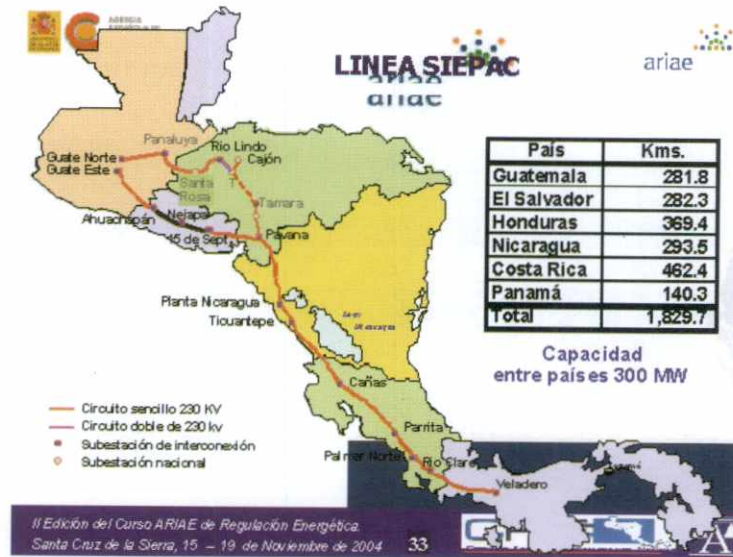 AGENCIA
LINEA SIEPAC
ariae
ariae
Panaluya
Río Lindo
Cajón
Guate Norte
Guate Este
Santa
Rosa
T
Tamara
Ahuachapán
Nejapa
15 de Sept
Pavana
Planta Nicaragua
Ticuantepe
Cañas
Parrita
Palmar Norte
Río Claro
Veladero
País Kms.
Guatemala 281.8
El Salvador 282.3
Honduras 369.4
Nicaragua 293.5
Costa Rica 462.4
Panamá 140.3
Total 1,829.7
Capacidad
entre países 300 MW
Circuito sencillo 230 KV
Circuito doble de 230 kv
Subestación de interconexión
Subestación nacional
II Edición del Curso ARIAE de Regulación Energética.
Santa Cruz de la Sierra, 15 – 19 de Noviembre de 2004
33